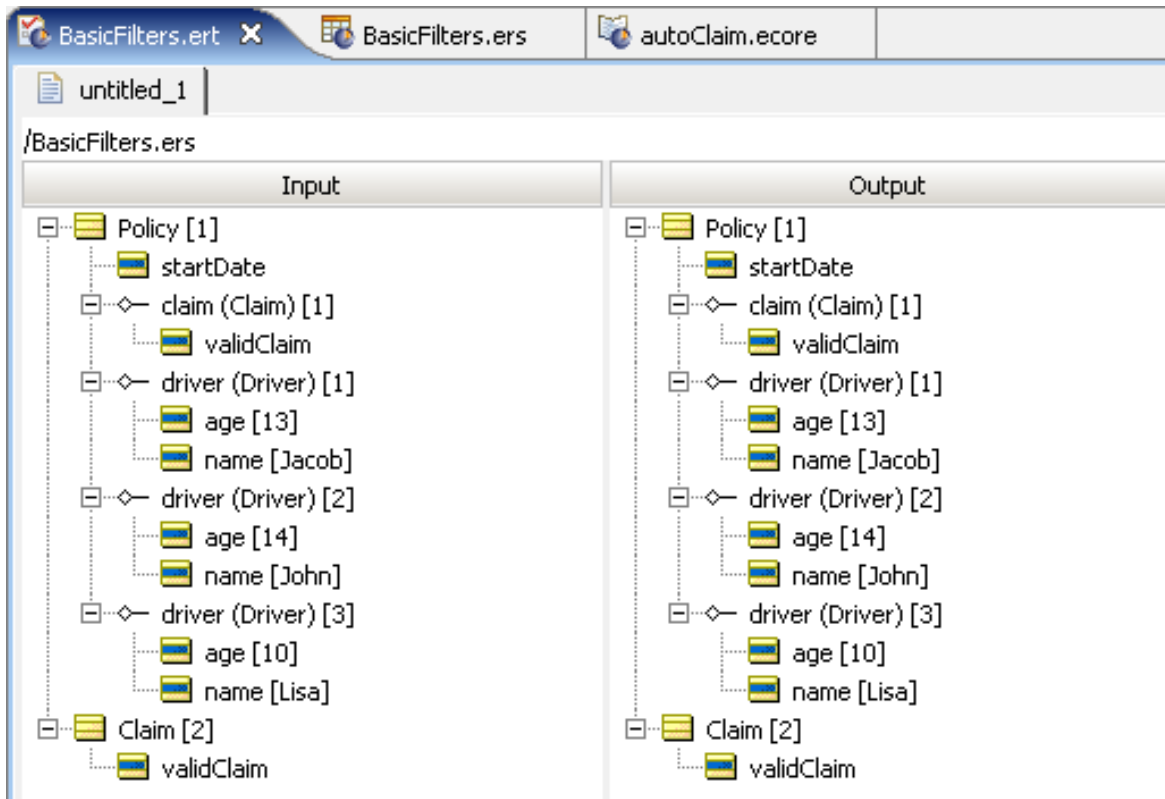 BasicFilters.ert BasicFilters.ers autoClaim.ecore
untitled_1
/BasicFilters.ers
Input Output
Policy [1] Policy [1]
startDate startDate
claim (Claim) [1] claim (Claim) [1]
validClaim validClaim
driver (Driver) [1] driver (Driver) [1]
age [13] age [13]
name [Jacob] name [Jacob]
driver (Driver) [2] driver (Driver) [2]
age [14] age [14]
name [John] name [John]
driver (Driver) [3] driver (Driver) [3]
age [10] age [10]
name [Lisa] name [Lisa]
Claim [2] Claim [2]
validClaim validClaim